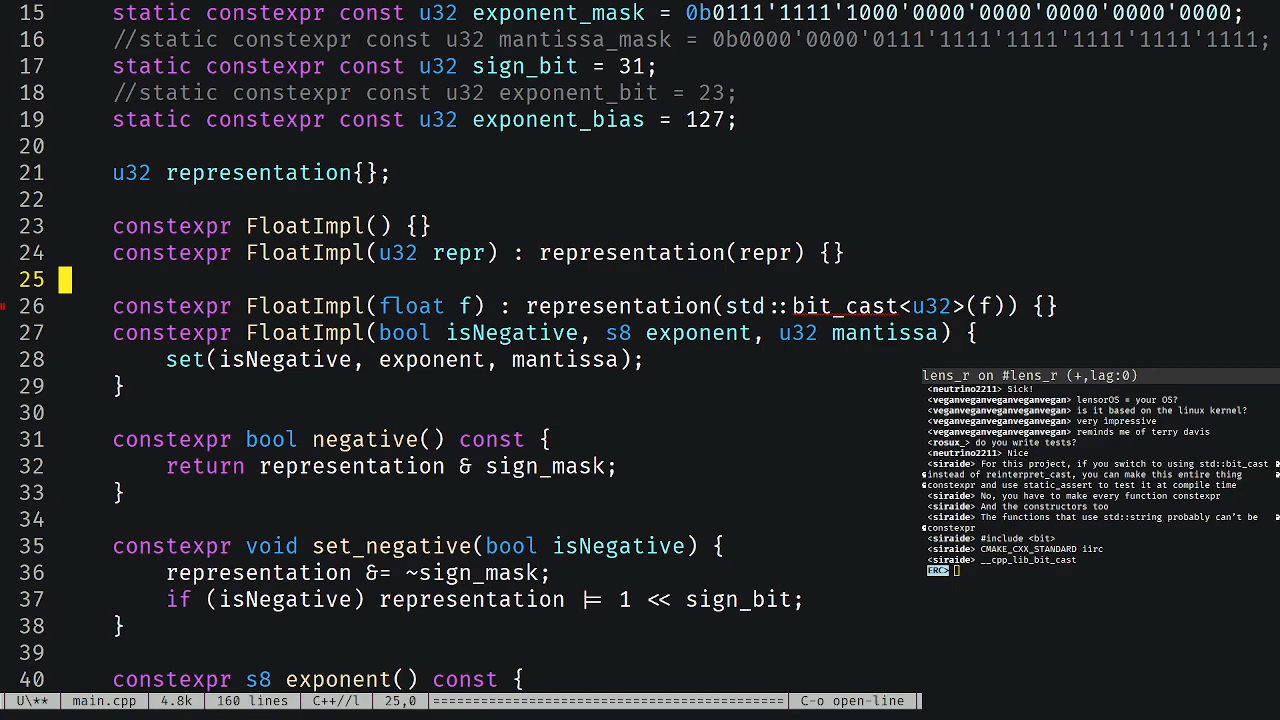 15 static constexpr const u32 exponent_mask = 0b0111'1111'1000'0000'0000'0000'0000'0000;
16 //static constexpr const u32 mantissa_mask = 0b0000'0000'0111'1111'1111'1111'1111'1111;
17 static constexpr const u32 sign_bit = 31;
18 //static constexpr const u32 exponent_bit = 23;
19 static constexpr const u32 exponent_bias = 127;
20
21 u32 representation{};
22
23 constexpr FloatImpl() {}
24 constexpr FloatImpl(u32 repr) : representation(repr) {}
25
26 constexpr FloatImpl(float f) : representation(std::bit_cast<u32>(f)) {}
27 constexpr FloatImpl(bool isNegative, s8 exponent, u32 mantissa) {
28 set(isNegative, exponent, mantissa);
29 }
30
31 constexpr bool negative() const {
32 return representation & sign_mask;
33 }
34
35 constexpr void set_negative(bool isNegative) {
36 representation &= ~sign_mask;
37 if (isNegative) representation |= 1 << sign_bit;
38 }
39
40 constexpr s8 exponent() const {
lens_r on #lens_r (+,lag:0)
<neutrino2211> Sick!
<veganveganveganveganvegan> lensorOS = your OS?
<veganveganveganveganvegan> is it based on the linux kernel?
<veganveganveganveganvegan> very impressive
<veganveganveganveganvegan> reminds me of terry davis
<rosux_> do you write tests?
<neutrino2211> Nice
<siraide> For this project, if you switch to using std::bit_cast
instead of reinterpret_cast, you can make this entire thing
constexpr and use static_assert to test it at compile time
<siraide> No, you have to make every function constexpr
<siraide> And the constructors too
<siraide> The functions that use std::string probably can't be
constexpr
<siraide> #include <bit>
<siraide> CMAKE_CXX_STANDARD iirc
<siraide> __cpp_lib_bit_cast
ERC>
U\** main.cpp 4.8k 160 lines C++//l 25,0 ======================================== C-o open-line